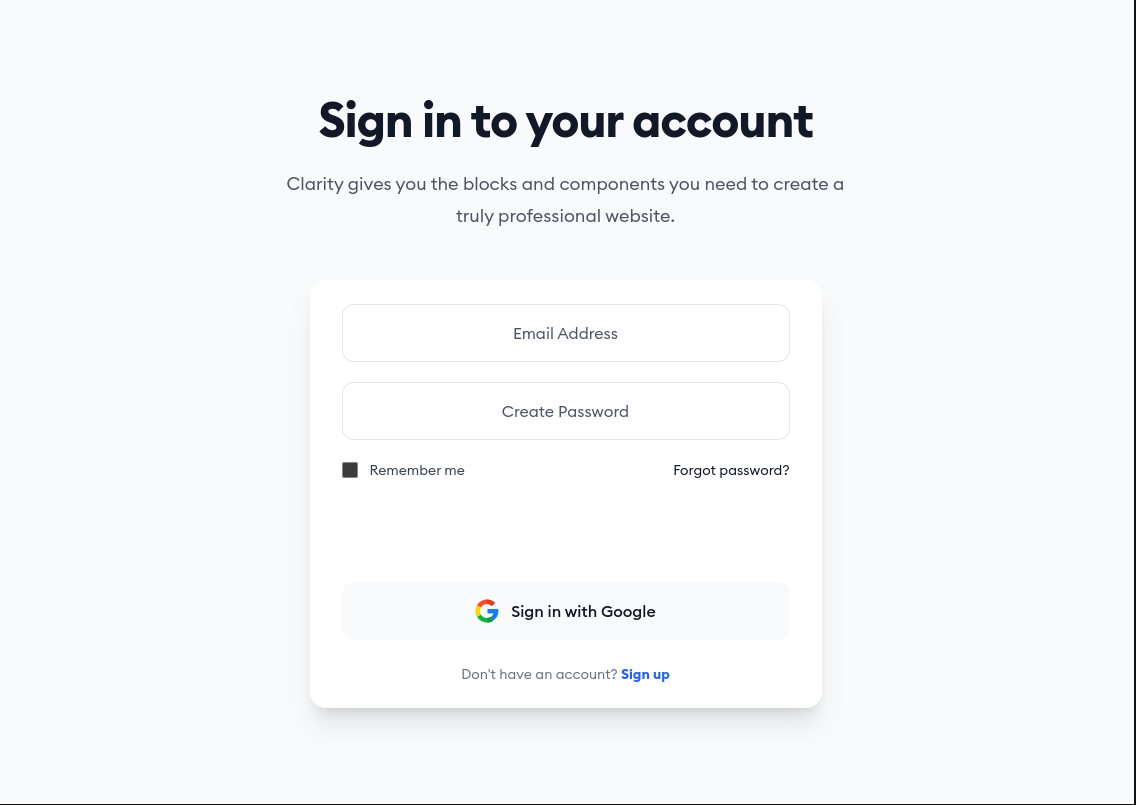 Sign in to your account
Clarity gives you the blocks and components you need to create a
truly professional website.
Email Address
Create Password
Remember me
Forgot password?
Sign in with Google
Don't have an account? Sign up